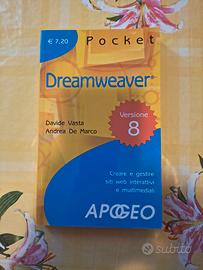 € 7,20
Pocket
Dreamweaver®
Davide Vasta
Andrea De Marco
Versione
8
Creare e gestire
siti web interattivi
e multimediali
APOGEO
subito